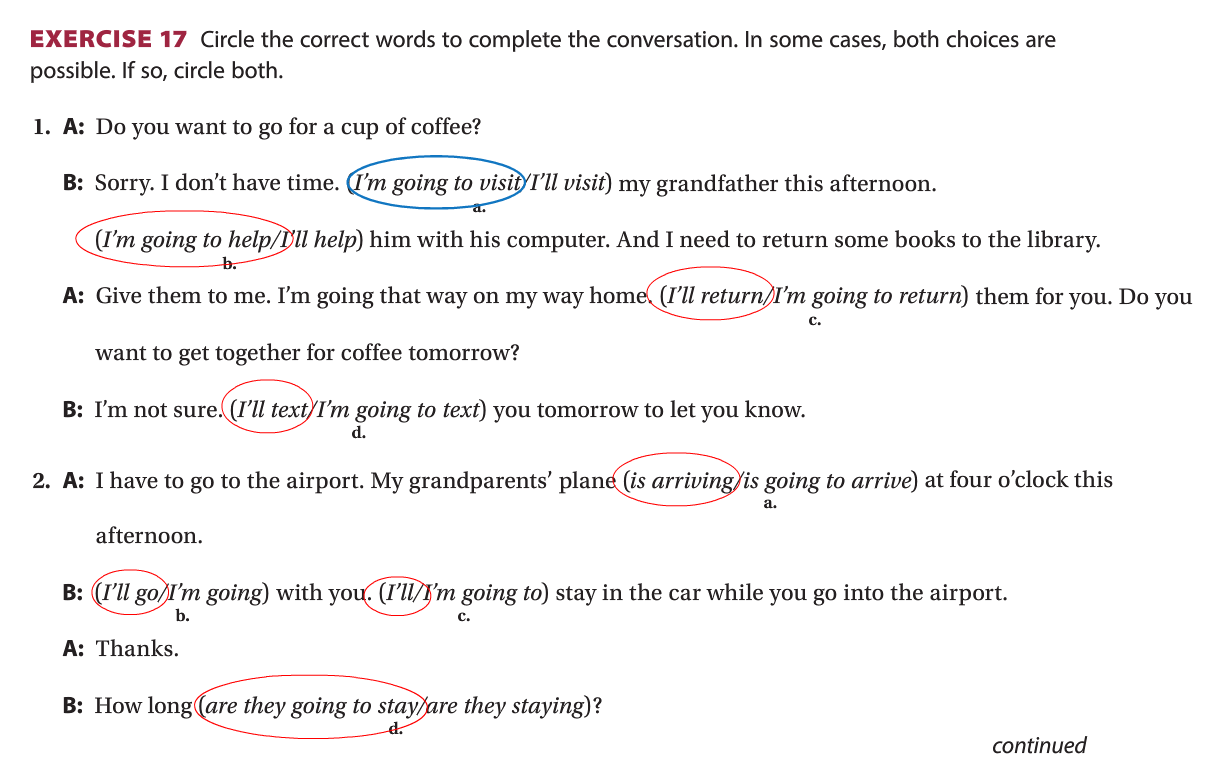 EXERCISE 17 Circle the correct words to complete the conversation. In some cases, both choices are
possible. If so, circle both.
1. A: Do you want to go for a cup of coffee?
B: Sorry. I don't have time. (I'm going to visit/I'll visit) my grandfather this afternoon.
a.
(I'm going to help/I'll help) him with his computer. And I need to return some books to the library.
b.
A: Give them to me. I'm going that way on my way home. (I'll return/I'm going to return) them for you. Do you
c.
want to get together for coffee tomorrow?
B: I'm not sure. (I'll text/I'm going to text) you tomorrow to let you know.
d.
2. A: I have to go to the airport. My grandparents' plane (is arriving/is going to arrive) at four o'clock this
a.
afternoon.
B: (I'll go/I'm going) with you. (I'll/I'm going to) stay in the car while you go into the airport.
b. c.
A: Thanks.
B: How long (are they going to stay/are they staying)?
d.
continued